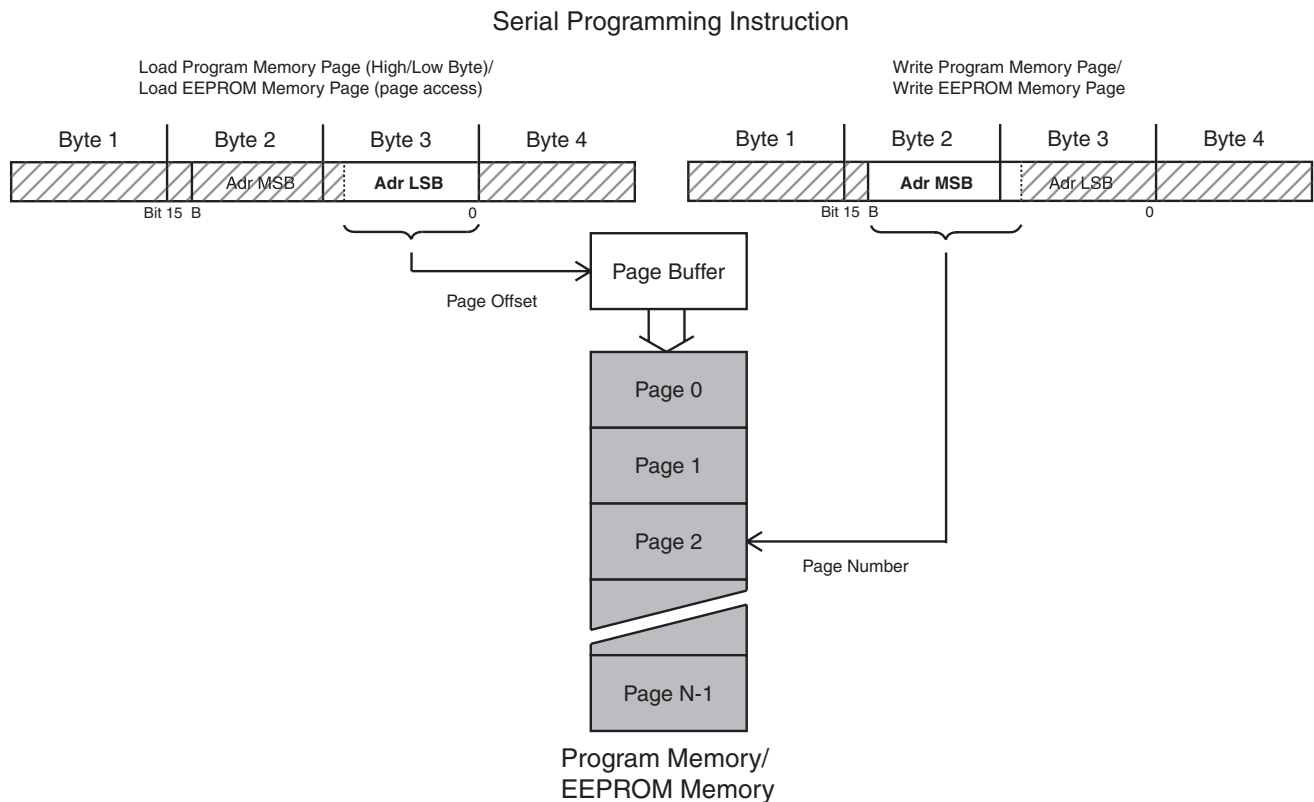 Serial Programming Instruction
Load Program Memory Page (High/Low Byte)/
Load EEPROM Memory Page (page access)
Byte 1 Byte 2 Byte 3 Byte 4
Adr MSB Adr LSB
Bit 15 B 0
Write Program Memory Page/
Write EEPROM Memory Page
Byte 1 Byte 2 Byte 3 Byte 4
Adr MSB Adr LSB
Bit 15 B 0
Page Offset
Page Buffer
Page 0
Page 1
Page 2
Page Number
Page N-1
Program Memory/
EEPROM Memory